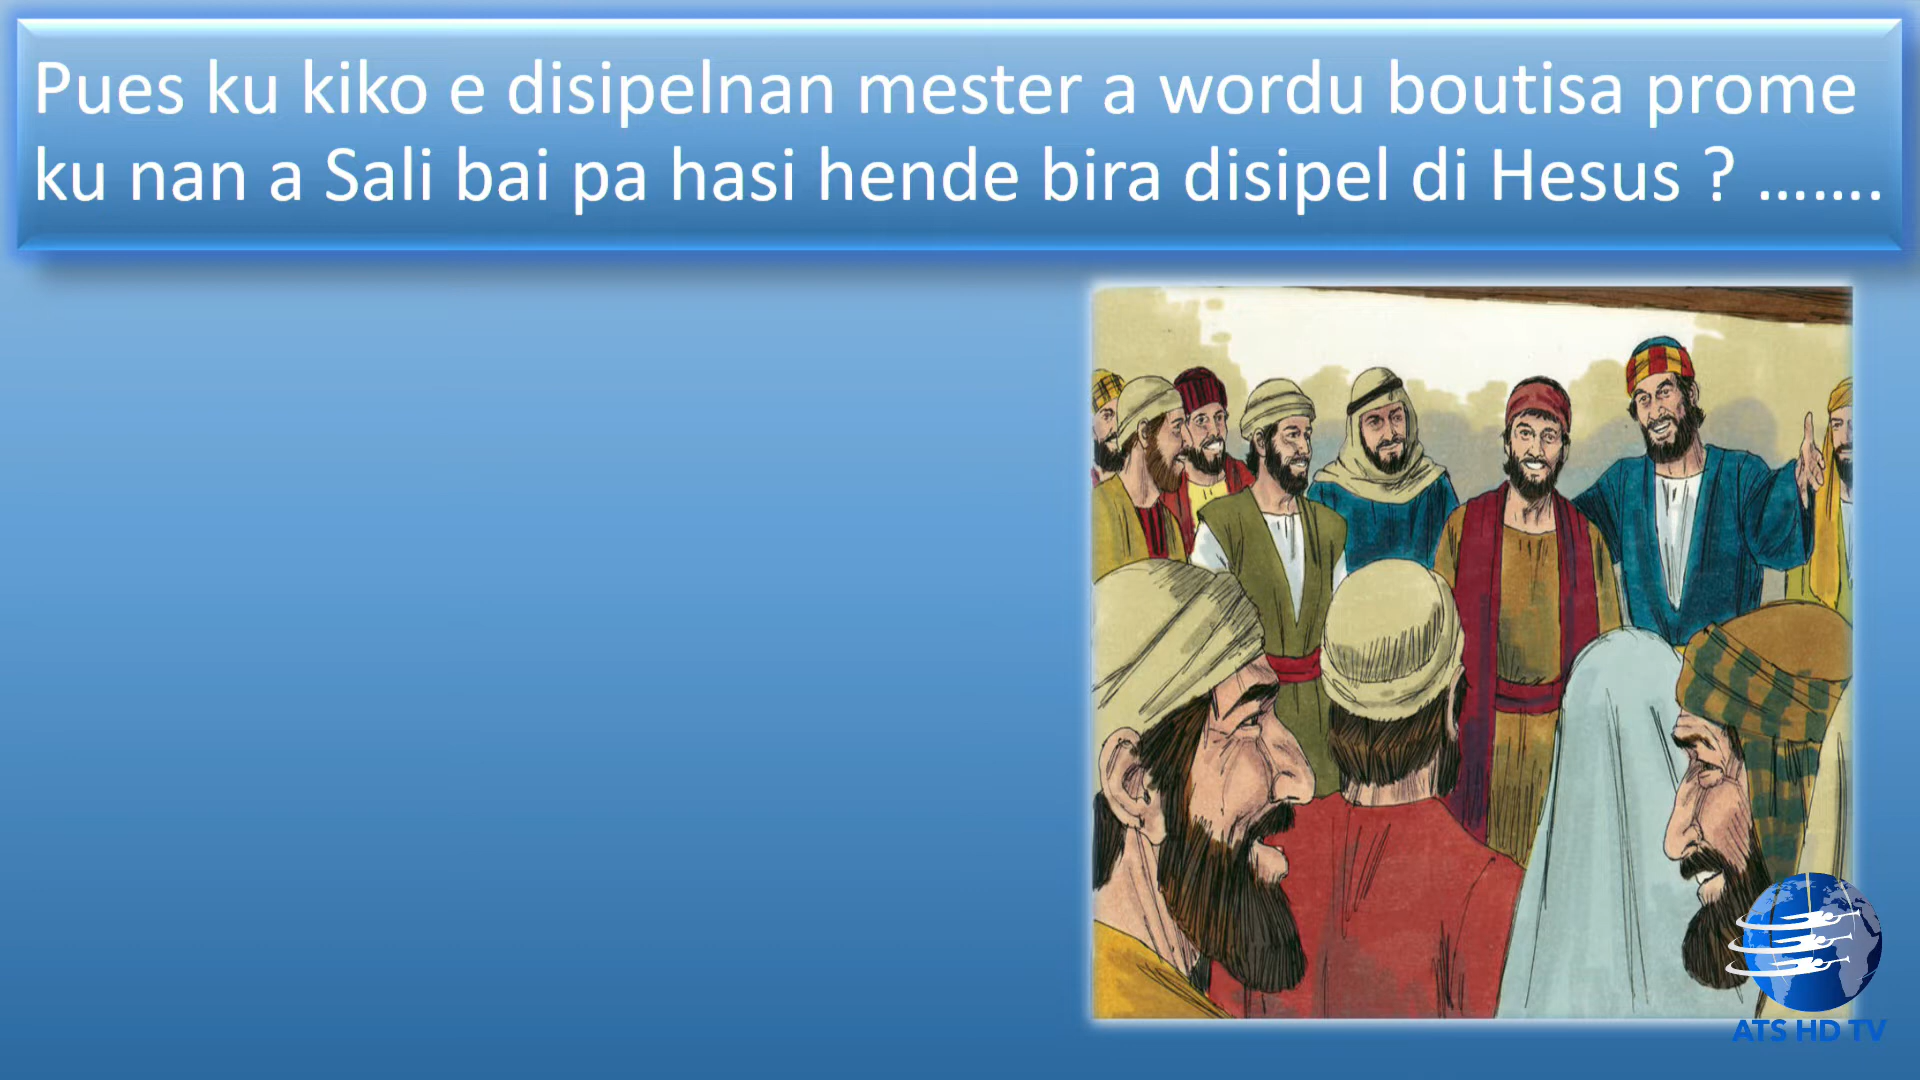 Pues ku kiko e disipelnan mester a wordu boutisa prome
ku nan a Sali bai pa hasi hende bira disipel di Hesus ? .......
ATS HD TV